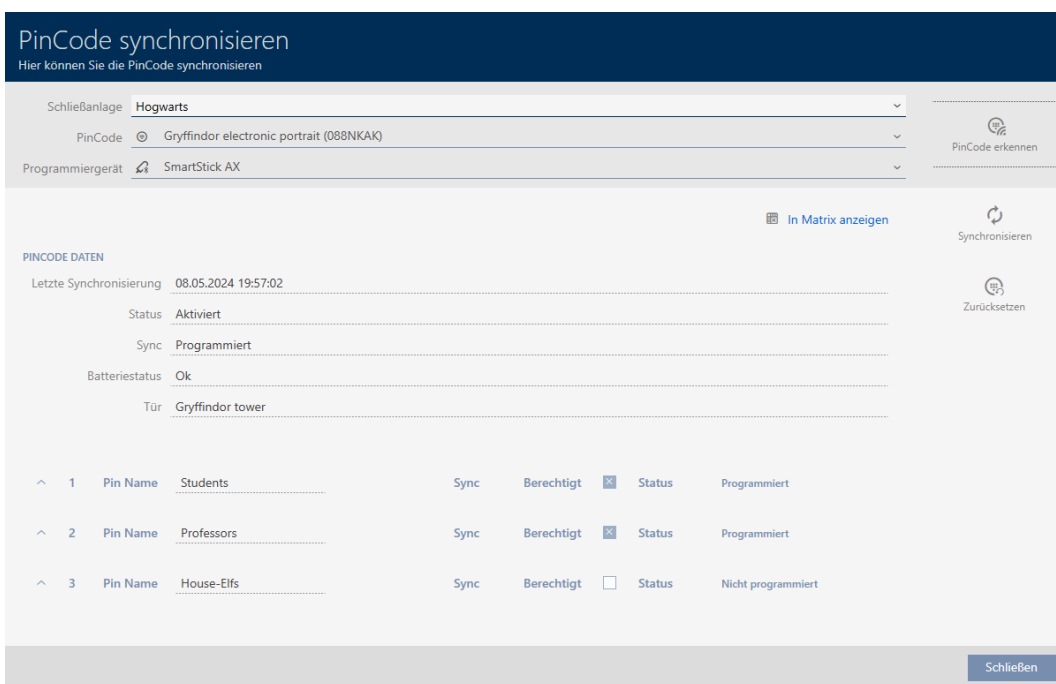 PinCode synchronisieren
Hier können Sie die PinCode synchronisieren
Schließanlage Hogwarts
PinCode Gryffindor electronic portrait (088NKAK)
Programmiergerät SmartStick AX
PinCode erkennen
In Matrix anzeigen
Synchronisieren
Zurücksetzen
PINCODE DATEN
Letzte Synchronisierung 08.05.2024 19:57:02
Status Aktiviert
Sync Programmiert
Batteriestatus Ok
Tür Gryffindor tower
1 Pin Name Students Sync Berechtigt Status Programmiert
2 Pin Name Professors Sync Berechtigt Status Programmiert
3 Pin Name House-Elfs Sync Berechtigt Status Nicht programmiert
Schließen